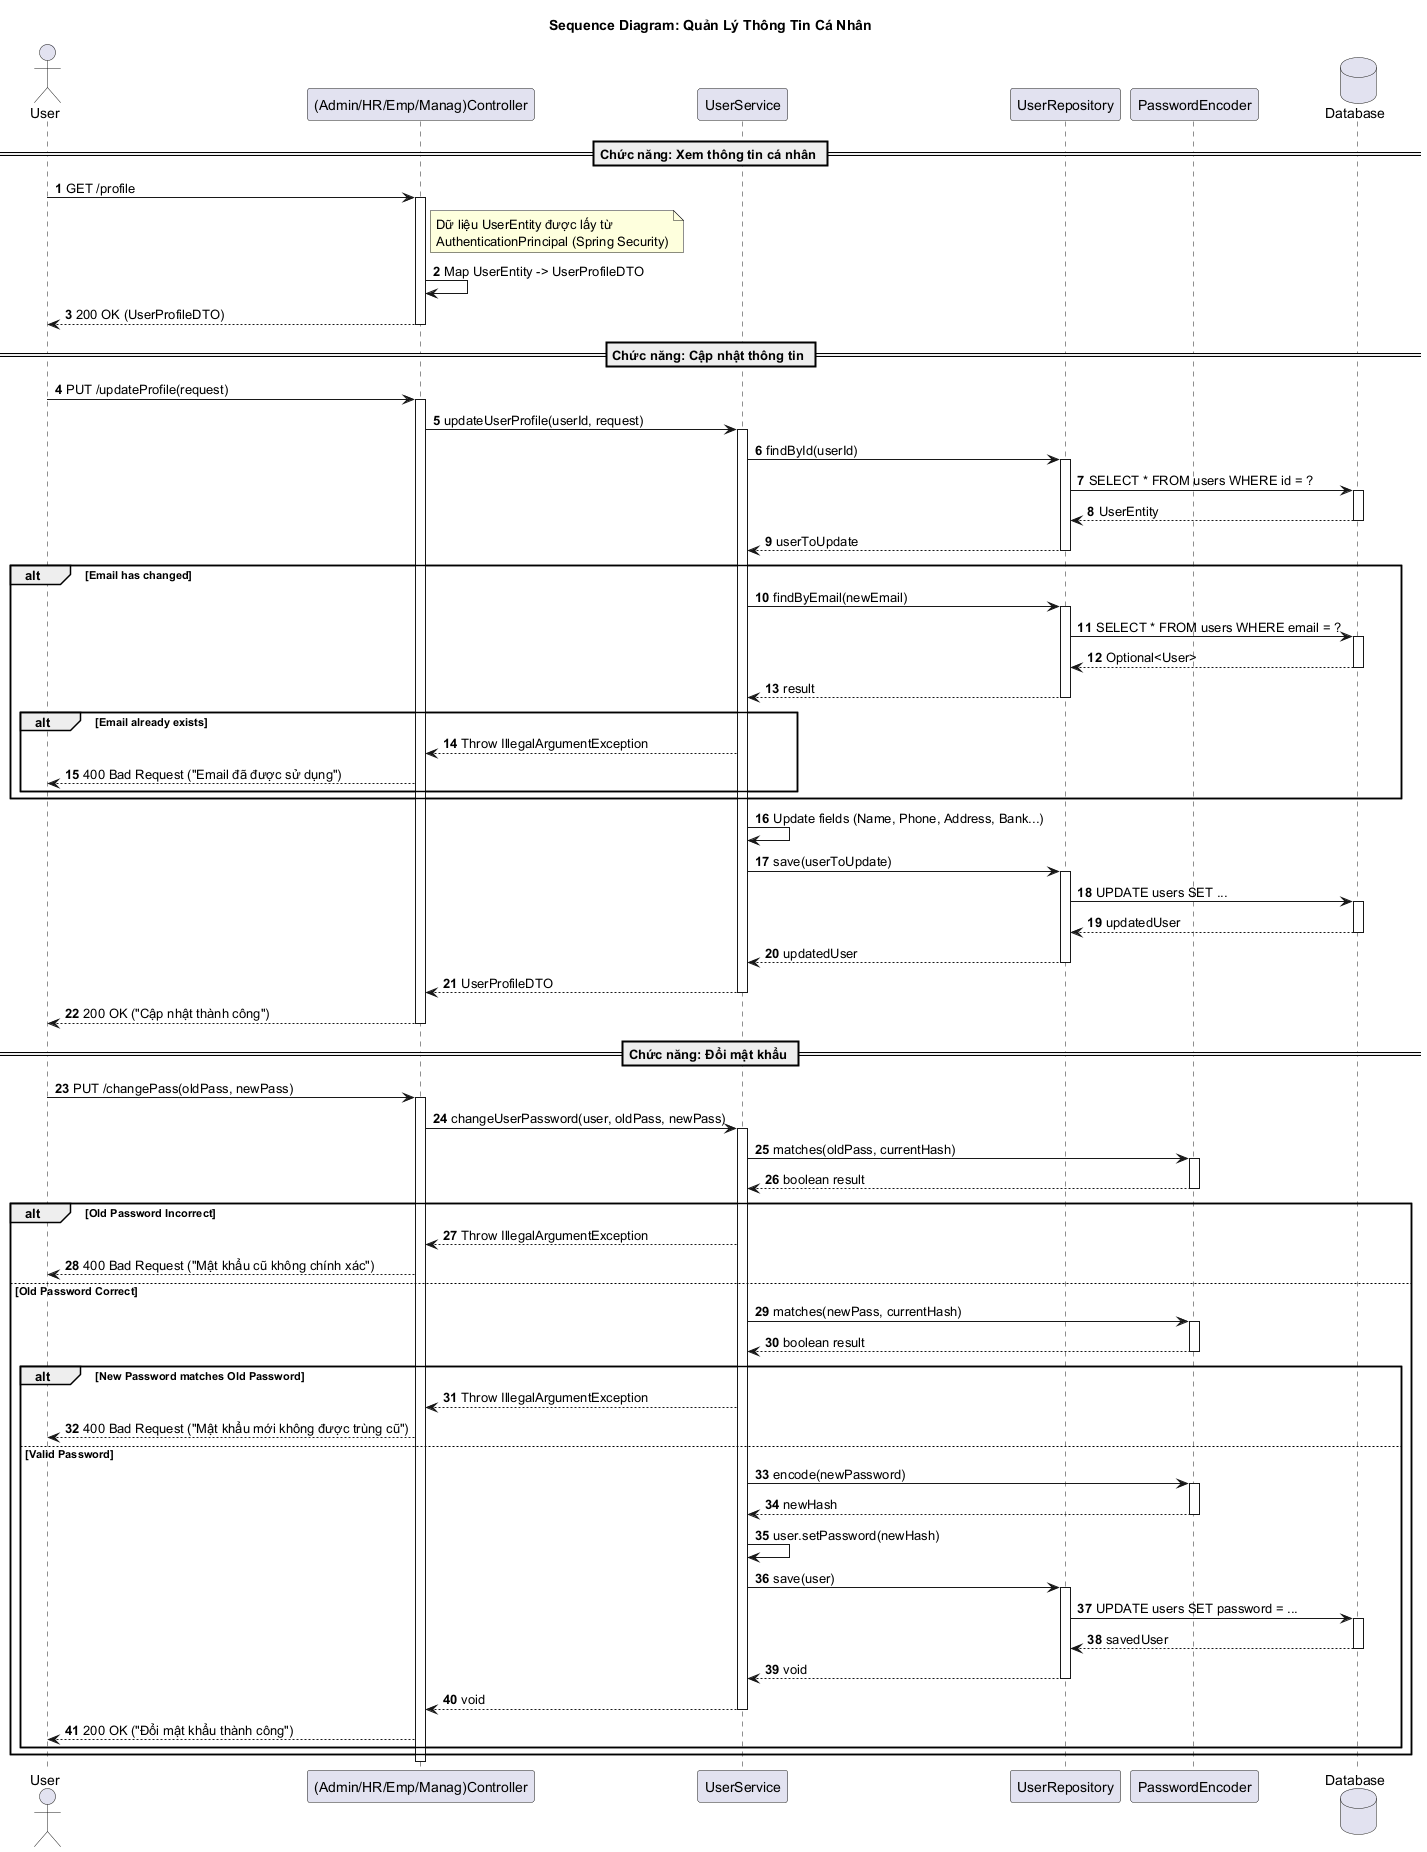 Sequence Diagram: Quản Lý Thông Tin Cá Nhân
User
(Admin/HR/Emp/Manag)Controller
UserService
UserRepository
PasswordEncoder
Database
Chức năng: Xem thông tin cá nhân
1 GET /profile
Dữ liệu UserEntity được lấy từ
AuthenticationPrincipal (Spring Security)
2 Map UserEntity -> UserProfileDTO
3 200 OK (UserProfileDTO)
Chức năng: Cập nhật thông tin
4 PUT /updateProfile(request)
5 updateUserProfile(userId, request)
6 findById(userId)
7 SELECT * FROM users WHERE id = ?
8 UserEntity
9 userToUpdate
alt [Email has changed]
10 findByEmail(newEmail)
11 SELECT * FROM users WHERE email = ?
12 Optional<User>
13 result
alt [Email already exists]
14 Throw IllegalArgumentException
15 400 Bad Request ("Email đã được sử dụng")
16 Update fields (Name, Phone, Address, Bank...)
17 save(userToUpdate)
18 UPDATE users SET ...
19 updatedUser
20 updatedUser
21 UserProfileDTO
22 200 OK ("Cập nhật thành công")
Chức năng: Đổi mật khẩu
23 PUT /changePass(oldPass, newPass)
24 changeUserPassword(user, oldPass, newPass)
25 matches(oldPass, currentHash)
26 boolean result
alt [Old Password Incorrect]
27 Throw IllegalArgumentException
28 400 Bad Request ("Mật khẩu cũ không chính xác")
[Old Password Correct]
29 matches(newPass, currentHash)
30 boolean result
alt [New Password matches Old Password]
31 Throw IllegalArgumentException
32 400 Bad Request ("Mật khẩu mới không được trùng cũ")
[Valid Password]
33 encode(newPassword)
34 newHash
35 user.setPassword(newHash)
36 save(user)
37 UPDATE users SET password = ...
38 savedUser
39 void
40 void
41 200 OK ("Đổi mật khẩu thành công")
User
(Admin/HR/Emp/Manag)Controller
UserService
UserRepository
PasswordEncoder
Database